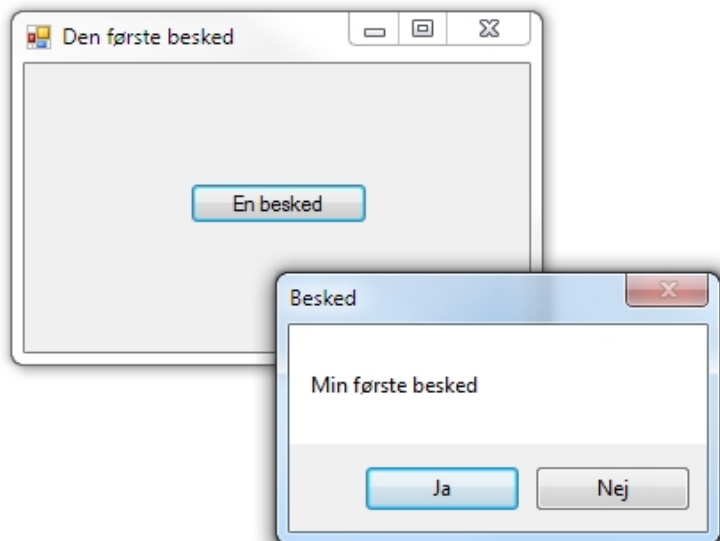 Den første besked
En besked
Besked
Min første besked
Ja
Nej